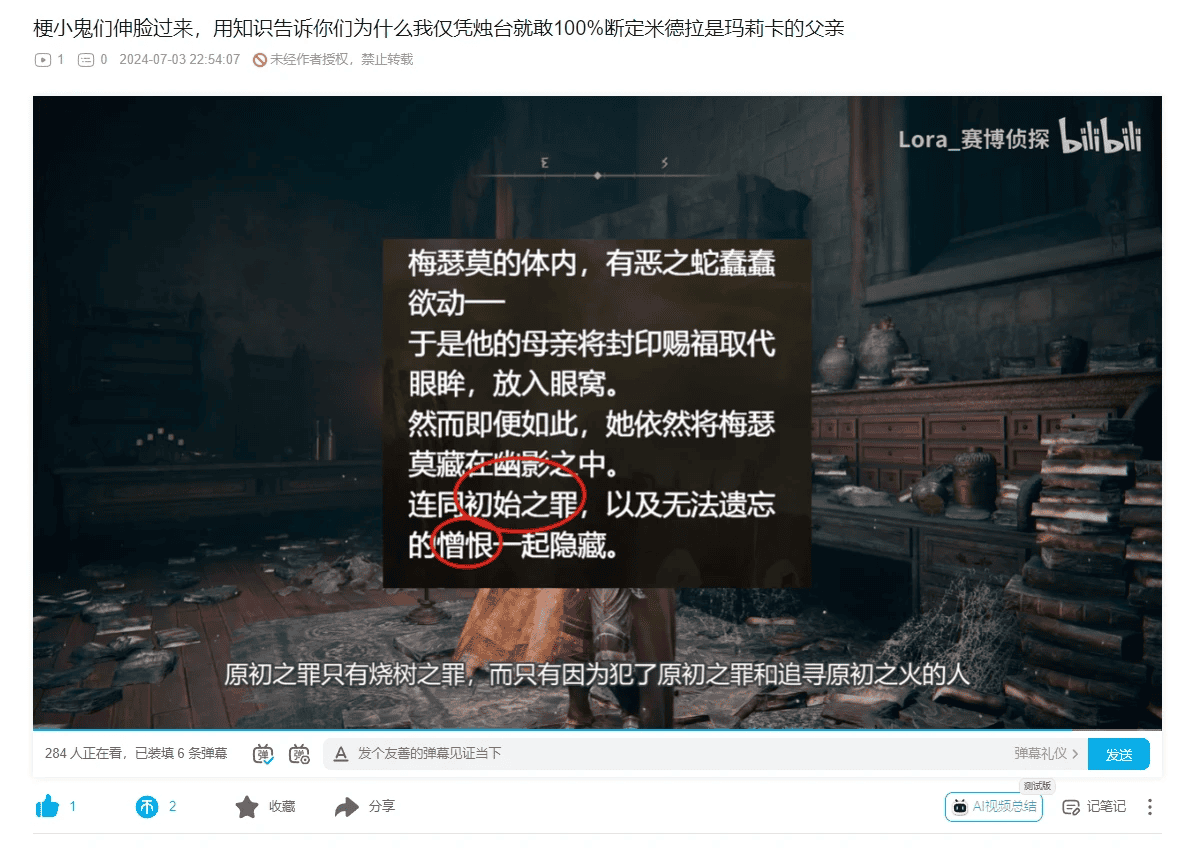 梗小鬼们伸脸过来，用知识告诉你们为什么我仅凭烛台就敢100%断定米德拉是玛莉卡的父亲
1 0 2024-07-03 22:54:07 未经作者授权，禁止转载
Lora_赛博侦探 bilibili
E S
梅瑟莫的体内，有恶之蛇蠢蠢
欲动──
于是他的母亲将封印赐福取代
眼眸，放入眼窝。
然而即便如此，她依然将梅瑟
莫藏在幽影之中。
连同初始之罪，以及无法遗忘
的憎恨一起隐藏。
原初之罪只有烧树之罪，而只有因为犯了原初之罪和追寻原初之火的人
284 人正在看，已装填 6 条弹幕 弹 弹 A 发个友善的弹幕见证当下 弹幕礼仪 > 发送
测试版
1 2 收藏 分享 AI视频总结 记笔记